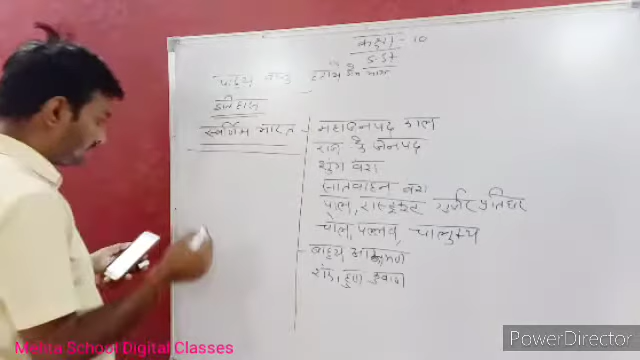 कक्षा - 10
S.ST
इतिहास
स्वर्णिम भारत - महाजनपद काल
जनपद
शुंग वंश
सातवाहन वंश
पाल, राष्ट्रकूट गुर्जर प्रतिहार
चोल, पल्लव, चालुक्य
बाह्य आक्रमण
शक, हूण, कुषाण
Mehta School Digital Classes
PowerDirector